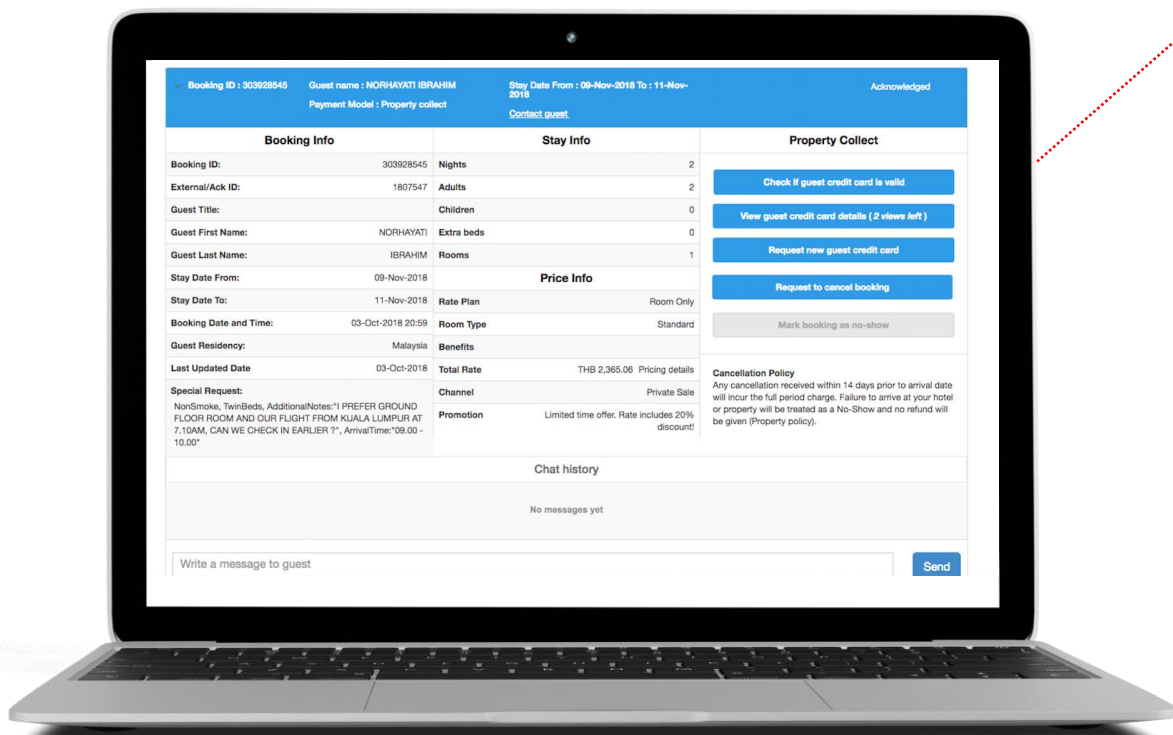 Booking ID : 303928545
Guest name : NORHAYATI IBRAHIM
Payment Model : Property collect
Stay Date From : 09-Nov-2018 To : 11-Nov-
2018
Contact guest
Acknowledged
Booking Info
Booking ID: 303928545
External/Ack ID: 1807547
Guest Title:
Guest First Name: NORHAYATI
Guest Last Name: IBRAHIM
Stay Date From: 09-Nov-2018
Stay Date To: 11-Nov-2018
Booking Date and Time: 03-Oct-2018 20:59
Guest Residency: Malaysia
Last Updated Date 03-Oct-2018
Special Request:
NonSmoke, TwinBeds, AdditionalNotes:"I PREFER GROUND
FLOOR ROOM AND OUR FLIGHT FROM KUALA LUMPUR AT
7.10AM, CAN WE CHECK IN EARLIER ?", ArrivalTime:"09.00 -
10.00"
Stay Info
Nights 2
Adults 2
Children 0
Extra beds 0
Rooms 1
Price Info
Rate Plan Room Only
Room Type Standard
Benefits
Total Rate THB 2,365.06 Pricing details
Channel Private Sale
Promotion Limited time offer. Rate includes 20%
discount!
Property Collect
Check if guest credit card is valid
View guest credit card details ( 2 views left )
Request new guest credit card
Request to cancel booking
Mark booking as no-show
Cancellation Policy
Any cancellation received within 14 days prior to arrival date
will incur the full period charge. Failure to arrive at your hotel
or property will be treated as a No-Show and no refund will
be given (Property policy).
Chat history
No messages yet
Write a message to guest
Send